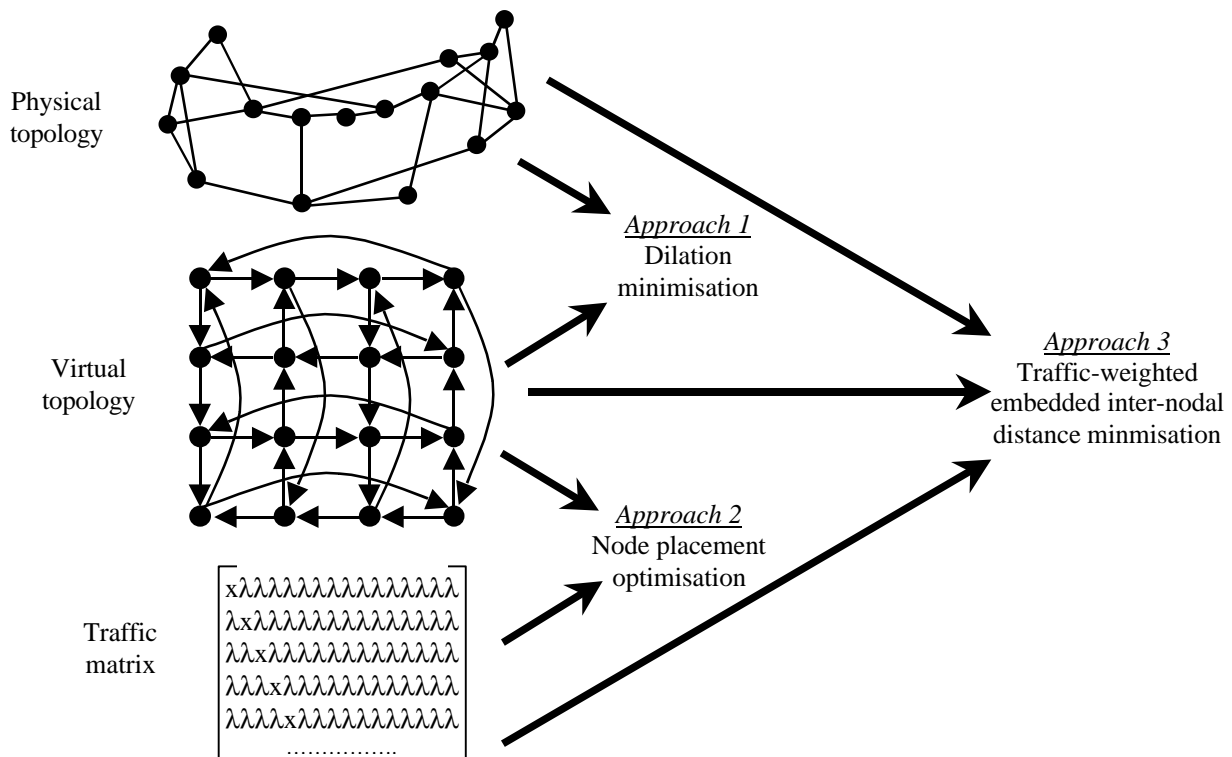 Physical
topology
Approach 1
Dilation
minimisation
Virtual
topology
Approach 3
Traffic-weighted
embedded inter-nodal
distance minmisation
Approach 2
Node placement
optimisation
Traffic
matrix
xλλλλλλλλλλλλλλλ
λxλλλλλλλλλλλλλλ
λλxλλλλλλλλλλλλλ
λλλxλλλλλλλλλλλλ
λλλλxλλλλλλλλλλλ
……………..